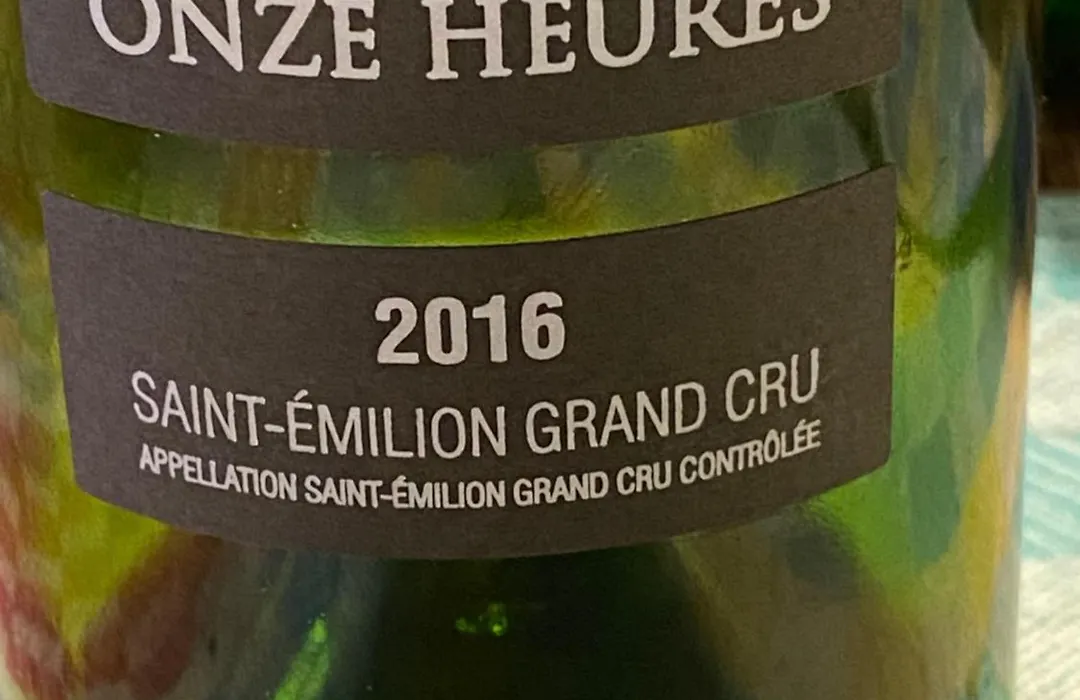 ONZE HEURES
2016
SAINT-ÉMILION GRAND CRU
APPELLATION SAINT-ÉMILION GRAND CRU CONTRÔLÉE